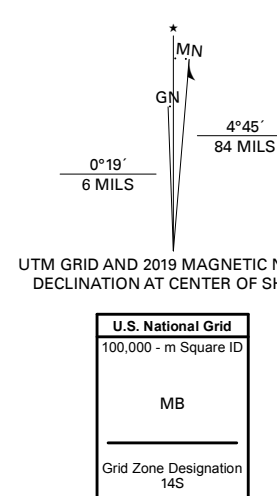 ★
MN
GN
4°45´
84 MILS
0°19´
6 MILS
UTM GRID AND 2019 MAGNETIC
DECLINATION AT CENTER OF
U.S. National Grid
100,000 - m Square ID
MB
Grid Zone Designation
14S